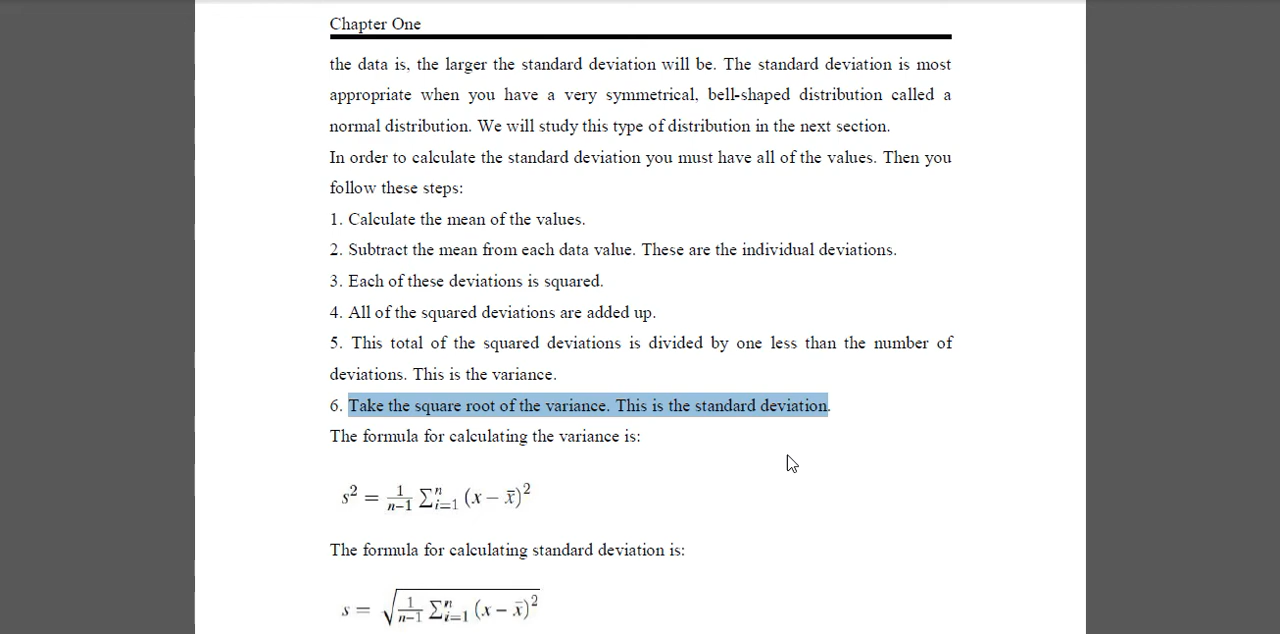 Chapter One
the data is, the larger the standard deviation will be. The standard deviation is most
appropriate when you have a very symmetrical, bell-shaped distribution called a
normal distribution. We will study this type of distribution in the next section.
In order to calculate the standard deviation you must have all of the values. Then you
follow these steps:
1. Calculate the mean of the values.
2. Subtract the mean from each data value. These are the individual deviations.
3. Each of these deviations is squared.
4. All of the squared deviations are added up.
5. This total of the squared deviations is divided by one less than the number of
deviations. This is the variance.
6. Take the square root of the variance. This is the standard deviation.
The formula for calculating the variance is:
s² = 1/(n−1) Σⁿᵢ₌₁ (x − x̄)²
The formula for calculating standard deviation is:
s = √(1/(n−1) Σⁿᵢ₌₁ (x − x̄)²)